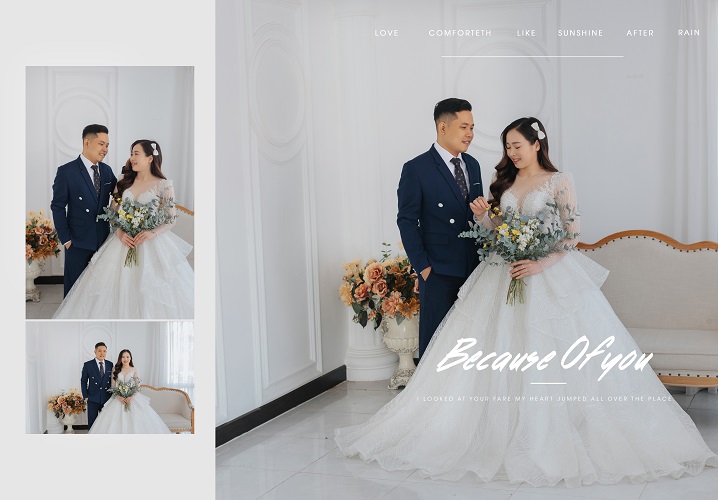 LOVE COMFORTETH LIKE SUNSHINE AFTER RAIN
Because Of you
I LOOKED AT YOUR FARE MY HEART JUMPED ALL OVER THE PLACE